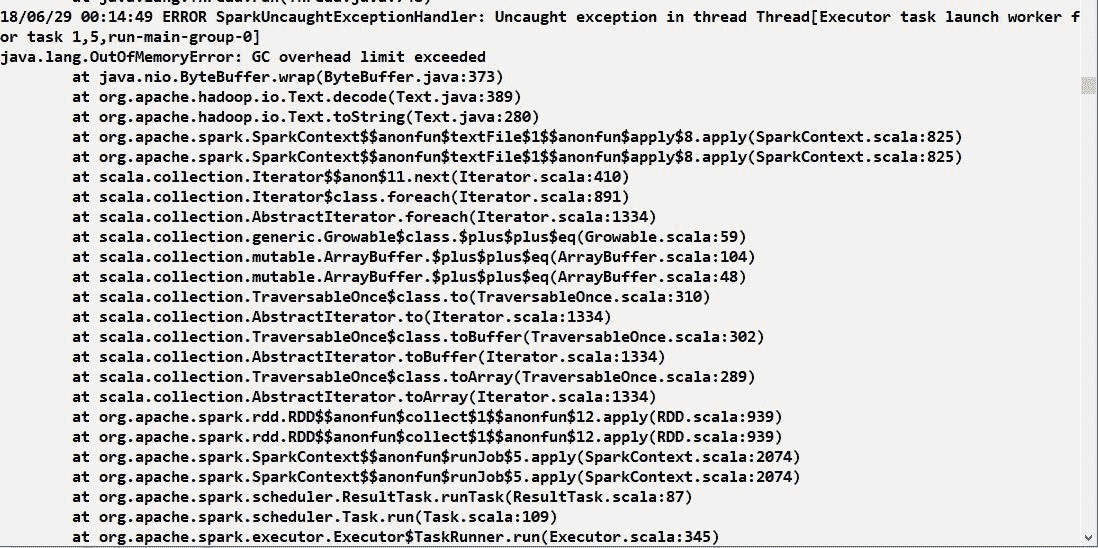 at java.lang.Thread.run(Thread.java:748)
18/06/29 00:14:49 ERROR SparkUncaughtExceptionHandler: Uncaught exception in thread Thread[Executor task launch worker f
or task 1,5,run-main-group-0]
java.lang.OutOfMemoryError: GC overhead limit exceeded
at java.nio.ByteBuffer.wrap(ByteBuffer.java:373)
at org.apache.hadoop.io.Text.decode(Text.java:389)
at org.apache.hadoop.io.Text.toString(Text.java:280)
at org.apache.spark.SparkContext$$anonfun$textFile$1$$anonfun$apply$8.apply(SparkContext.scala:825)
at org.apache.spark.SparkContext$$anonfun$textFile$1$$anonfun$apply$8.apply(SparkContext.scala:825)
at scala.collection.Iterator$$anon$11.next(Iterator.scala:410)
at scala.collection.Iterator$class.foreach(Iterator.scala:891)
at scala.collection.AbstractIterator.foreach(Iterator.scala:1334)
at scala.collection.generic.Growable$class.$plus$plus$eq(Growable.scala:59)
at scala.collection.mutable.ArrayBuffer.$plus$plus$eq(ArrayBuffer.scala:104)
at scala.collection.mutable.ArrayBuffer.$plus$plus$eq(ArrayBuffer.scala:48)
at scala.collection.TraversableOnce$class.to(TraversableOnce.scala:310)
at scala.collection.AbstractIterator.to(Iterator.scala:1334)
at scala.collection.TraversableOnce$class.toBuffer(TraversableOnce.scala:302)
at scala.collection.AbstractIterator.toBuffer(Iterator.scala:1334)
at scala.collection.TraversableOnce$class.toArray(TraversableOnce.scala:289)
at scala.collection.AbstractIterator.toArray(Iterator.scala:1334)
at org.apache.spark.rdd.RDD$$anonfun$collect$1$$anonfun$12.apply(RDD.scala:939)
at org.apache.spark.rdd.RDD$$anonfun$collect$1$$anonfun$12.apply(RDD.scala:939)
at org.apache.spark.SparkContext$$anonfun$runJob$5.apply(SparkContext.scala:2074)
at org.apache.spark.SparkContext$$anonfun$runJob$5.apply(SparkContext.scala:2074)
at org.apache.spark.scheduler.ResultTask.runTask(ResultTask.scala:87)
at org.apache.spark.scheduler.Task.run(Task.scala:109)
at org.apache.spark.executor.Executor$TaskRunner.run(Executor.scala:345)